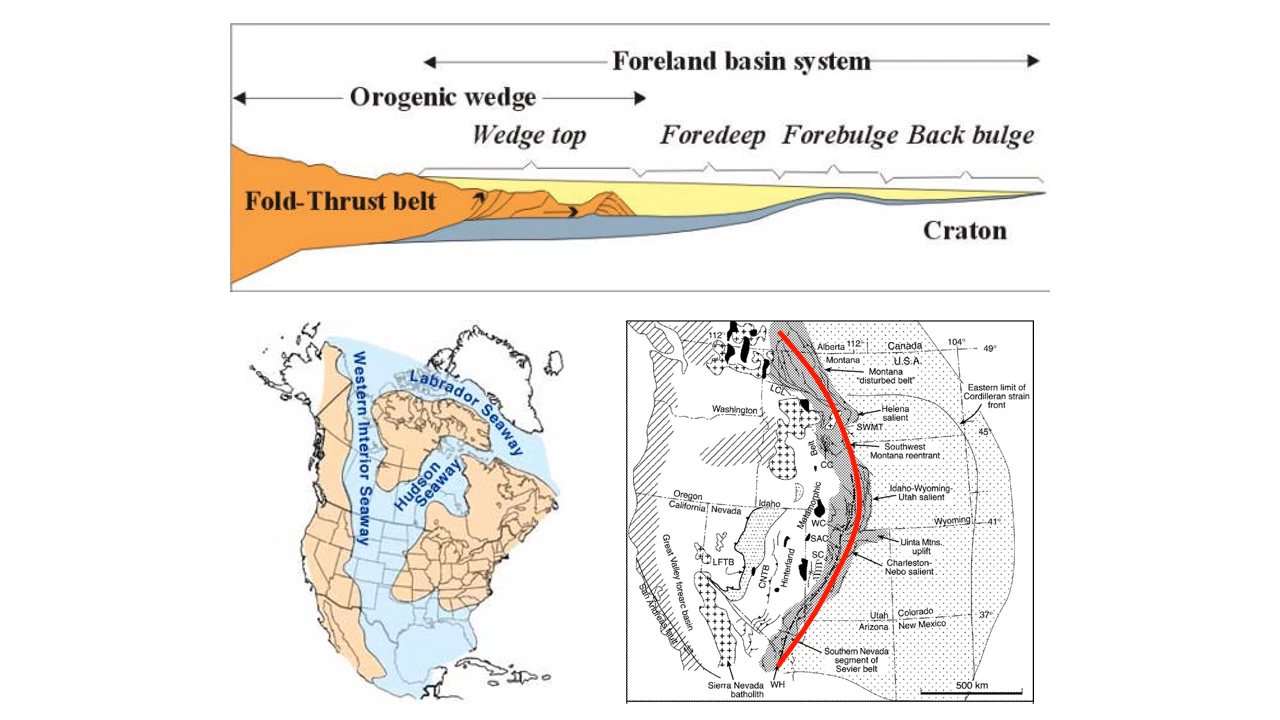 Foreland basin system
Orogenic wedge
Wedge top
Foredeep
Forebulge
Back bulge
Fold-Thrust belt
Craton
Western Interior Seaway
Labrador Seaway
Hudson
Seaway
112°
Alberta
112°
Canada
104°
49°
Montana
U.S.A.
Montana
"disturbed belt"
Eastern limit of
Cordilleran strain
front
LCL
Washington
Helena
salient
SWMT
45°
Southwest
Montana reentrant
Belt
CC
Metamorphic
Idaho-Wyoming-
Utah salient
Oregon
Idaho
California
Nevada
WC
Wyoming
41°
SAC
Uinta Mtns.
uplift
SC
Charleston-
Nebo salient
LFTB
CNTB
Hinterland
Great Valley forearc basin
San Andreas fault
Utah
Colorado
37°
Arizona
New Mexico
Southern Nevada
segment of
Sevier belt
Sierra Nevada
batholith
WH
500 km